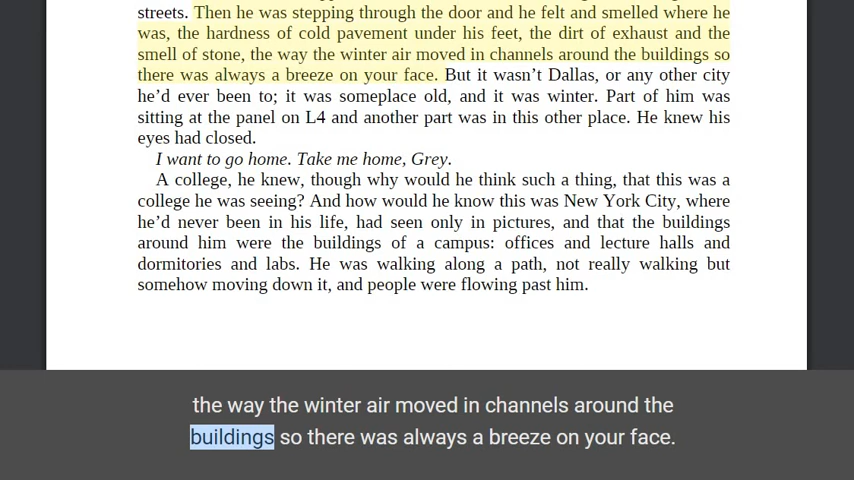 streets. Then he was stepping through the door and he felt and smelled where he
was, the hardness of cold pavement under his feet, the dirt of exhaust and the
smell of stone, the way the winter air moved in channels around the buildings so
there was always a breeze on your face. But it wasn’t Dallas, or any other city
he’d ever been to; it was someplace old, and it was winter. Part of him was
sitting at the panel on L4 and another part was in this other place. He knew his
eyes had closed.
I want to go home. Take me home, Grey.
A college, he knew, though why would he think such a thing, that this was a
college he was seeing? And how would he know this was New York City, where
he’d never been in his life, had seen only in pictures, and that the buildings
around him were the buildings of a campus: offices and lecture halls and
dormitories and labs. He was walking along a path, not really walking but
somehow moving down it, and people were flowing past him.
the way the winter air moved in channels around the
buildings so there was always a breeze on your face.